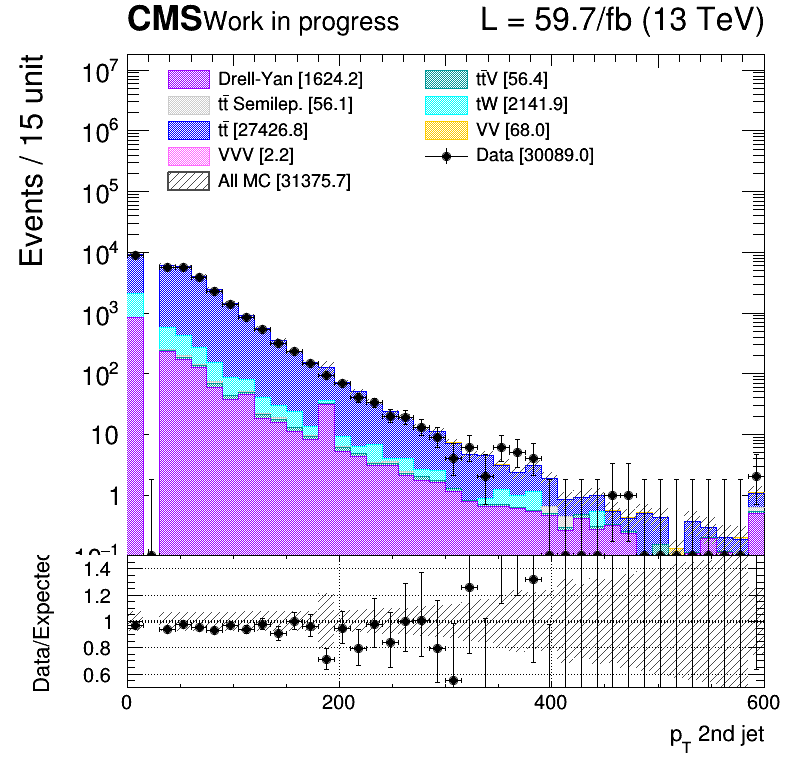 CMS Work in progress L = 59.7/fb (13 TeV)
Events / 15 unit
Drell-Yan [1624.2]
tt̄ Semilep. [56.1]
tt̄ [27426.8]
VVV [2.2]
All MC [31375.7]
tt̄V [56.4]
tW [2141.9]
VV [68.0]
Data [30089.0]
10⁷
10⁶
10⁵
10⁴
10³
10²
10
1
10⁻¹
Data/Expected
1.4
1.2
1
0.8
0.6
0 200 400 600
p_T 2nd jet